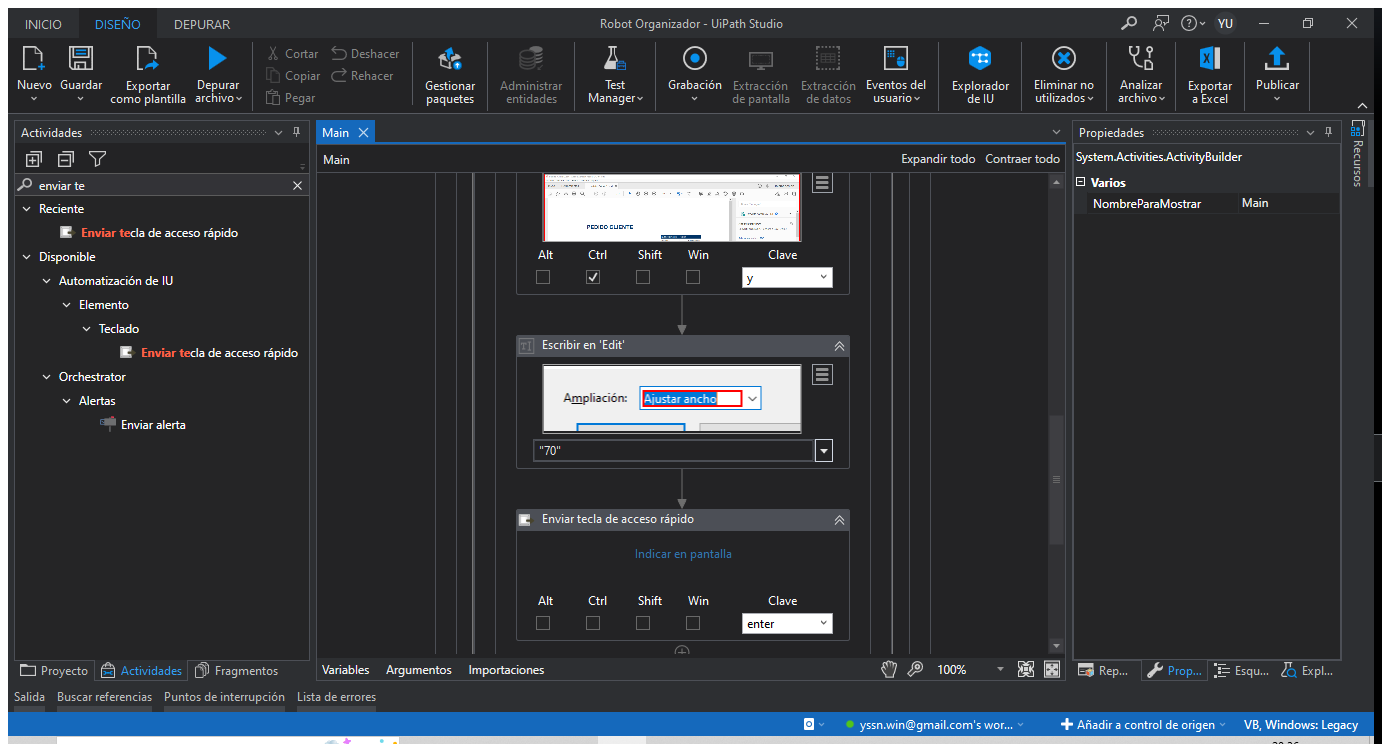 INICIO DISEÑO DEPURAR Robot Organizador - UiPath Studio YU
Nuevo Guardar Exportar como plantilla Depurar archivo Cortar Copiar Pegar Deshacer Rehacer Gestionar paquetes Administrar entidades Test Manager Grabación Extracción de pantalla Extracción de datos Eventos del usuario Explorador de IU Eliminar no utilizados Analizar archivo Exportar a Excel Publicar
Actividades
enviar te
Reciente
Enviar tecla de acceso rápido
Disponible
Automatización de IU
Elemento
Teclado
Enviar tecla de acceso rápido
Orchestrator
Alertas
Enviar alerta
Proyecto Actividades Fragmentos
Main
Main Expandir todo Contraer todo
PEDIDO CLIENTE
Alt Ctrl Shift Win Clave
y
Escribir en 'Edit'
Ampliación: Ajustar ancho
"70"
Enviar tecla de acceso rápido
Indicar en pantalla
Alt Ctrl Shift Win Clave
enter
Variables Argumentos Importaciones 100%
Propiedades
System.Activities.ActivityBuilder
Varios
NombreParaMostrar Main
Rep... Prop... Esqu... Expl...
Recursos
Salida Buscar referencias Puntos de interrupción Lista de errores
yssn.win@gmail.com's wor... Añadir a control de origen VB, Windows: Legacy